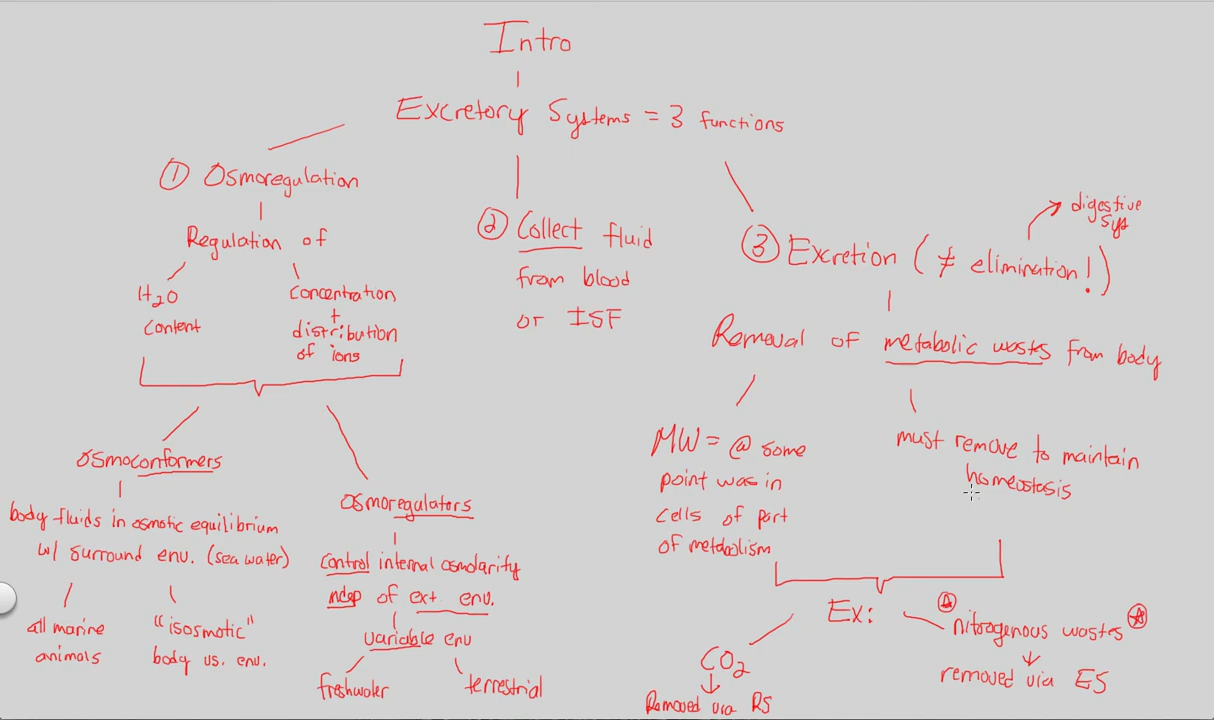 Intro
Excretory Systems = 3 functions
① Osmoregulation
Regulation of
H₂O
content
concentration
+
distribution
of ions
osmoconformers
body fluids in osmotic equilibrium
w/ surround env. (sea water)
all marine
animals
"isosmotic"
body vs. env.
osmoregulators
control internal osmolarity
indep of ext. env.
variable env
freshwater
terrestrial
② Collect fluid
from blood
or ISF
③ Excretion (≠ elimination!)
digestive
sys
Removal of metabolic wastes from body
MW = @ some
point was in
cells of part
of metabolism
must remove to maintain
homeostasis
Ex:
CO₂
Removed via RS
nitrogenous wastes
removed via ES